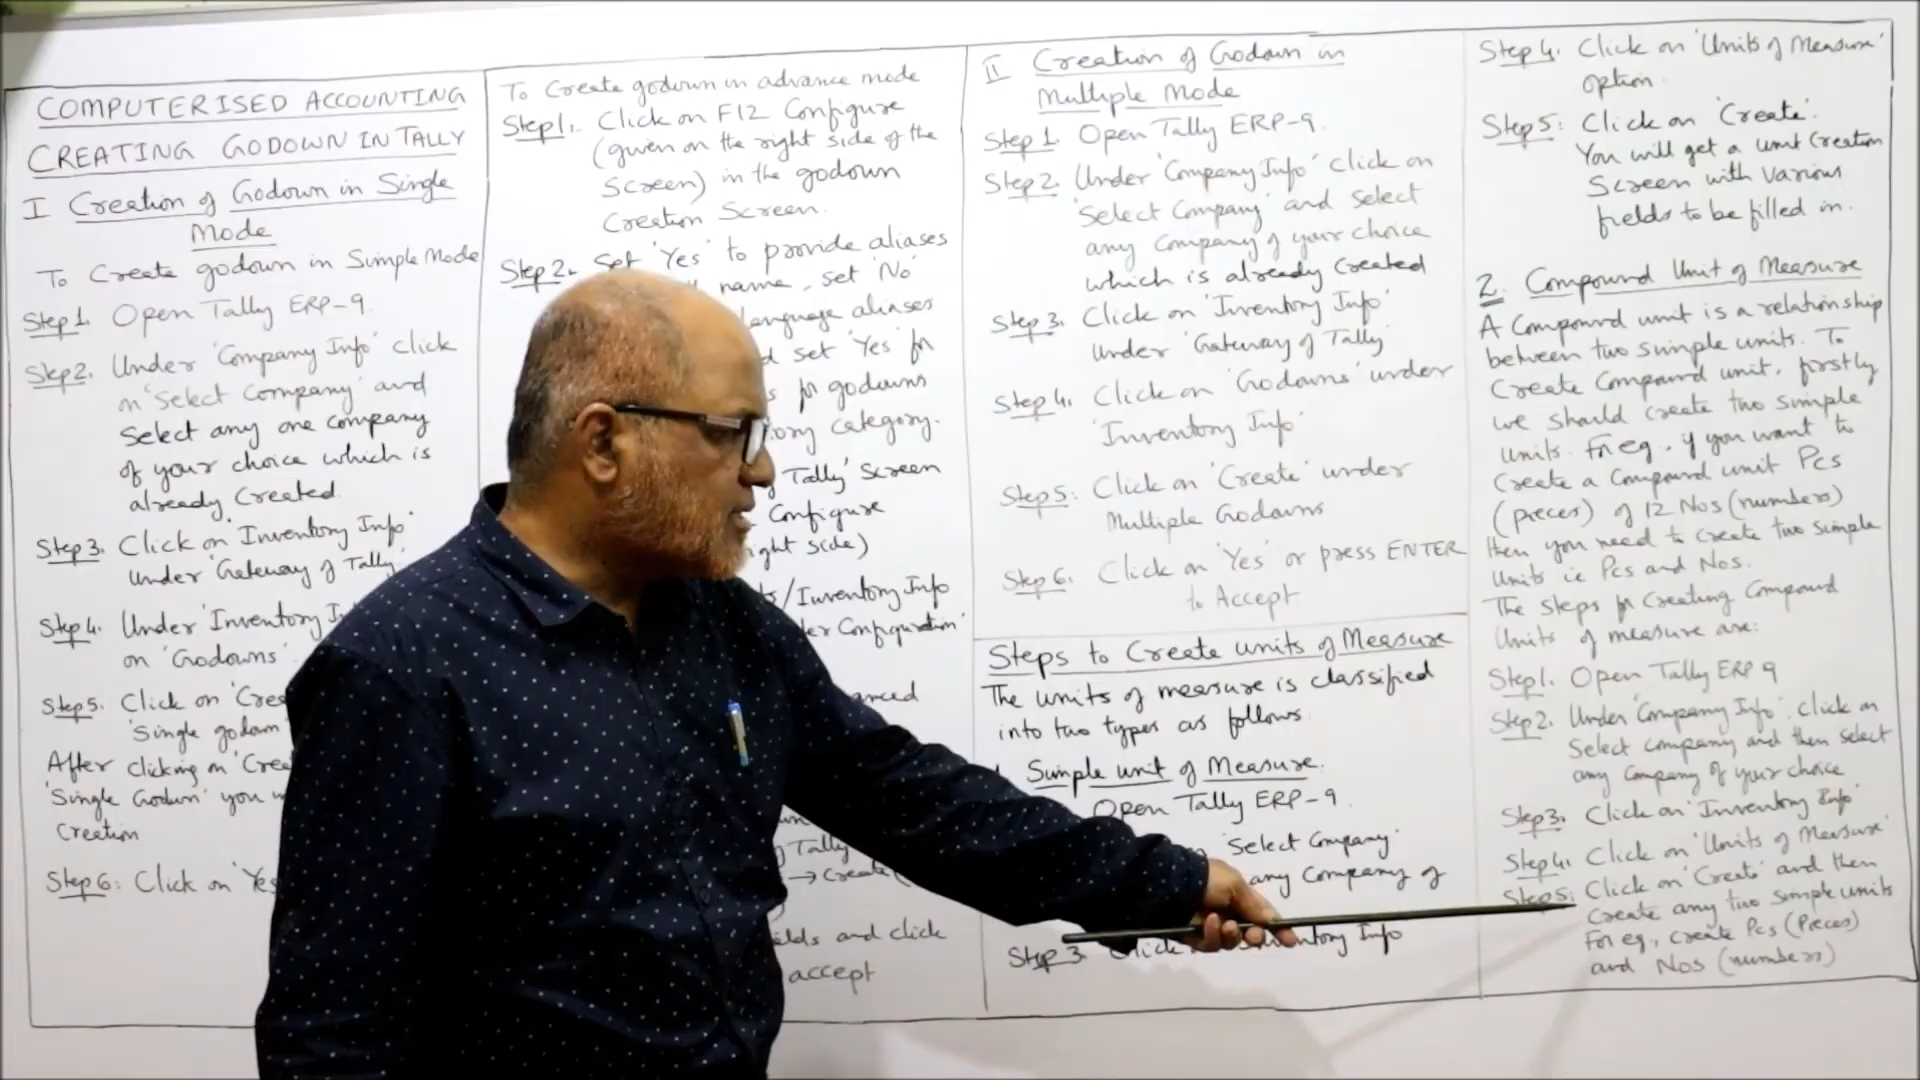 COMPUTERISED ACCOUNTING
CREATING GODOWN IN TALLY
I Creation of Godown in Single
Mode
To Create godown in Simple Mode
Step 1. Open Tally ERP-9.
Step 2. Under 'Company Info' click
on 'Select Company' and
Select any one company
of your choice which is
already Created.
Step 3. Click on 'Inventory Info'
Under 'Gateway of Tally'
Step 4. Under 'Inventory
on 'Godowns'.
Step 5. Click on
'Single godown'
After clicking on
'Single Godown' you
Creation
Step 6: Click on 'Yes
To Create godown in advance mode
Step 1. Click on F12 Configure
(given on the right side of the
Screen) in the godown
Creation Screen.
Step 2. Set 'Yes' to provide aliases
name, set 'No'
language aliases
set 'Yes' for
for godowns
category.
Tally' Screen
Configure
side)
/Inventory Info
Configuration'
Tally
→ Create
and click
accept
II Creation of Godown in
Multiple Mode
Step 1. Open Tally ERP-9.
Step 2. Under 'Company Info' click on
'Select Company' and select
any Company of your choice
which is already Created
Step 3. Click on 'Inventory Info'
Under 'Gateway of Tally'
Step 4. Click on 'Godowns' under
'Inventory Info'
Step 5: Click on 'Create' under
Multiple Godowns
Step 6. Click on 'Yes' or press ENTER
to Accept
Steps to Create units of Measure
The units of measure is classified
into two types as follows.
Simple unit of Measure.
Open Tally ERP-9.
'Select Company'
any Company of
Step 3. Click Inventory Info
Step 4. Click on 'Units of Measure'
option.
Step 5: Click on 'Create'.
You will get a unit Creation
Screen with various
fields to be filled in.
2. Compound Unit of Measure
A Compound unit is a relationship
between two simple units. To
Create Compound unit, firstly
we should create two simple
units. For eg., if you want to
Create a Compound unit Pcs
(pieces) of 12 Nos (numbers)
then you need to create two simple
Units ie Pcs and Nos.
The steps for Creating Compound
Units of measure are:
Step 1. Open Tally ERP 9
Step 2. Under 'Company Info'. click on
Select Company and then select
any Company of your choice
Step 3. Click on 'Inventory Info'
Step 4. Click on 'Units of Measure'
Step 5: Click on 'Create' and then
Create any two simple units
For eg., create Pcs (Pieces)
and Nos (numbers)